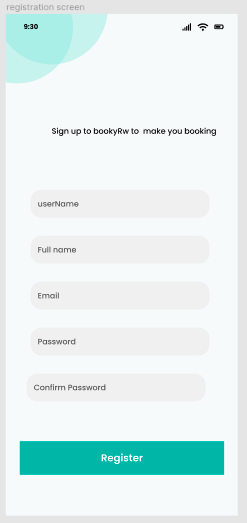 registration screen
9:30
Sign up to bookyRw to make you booking
userName
Full name
Email
Password
Confirm Password
Register